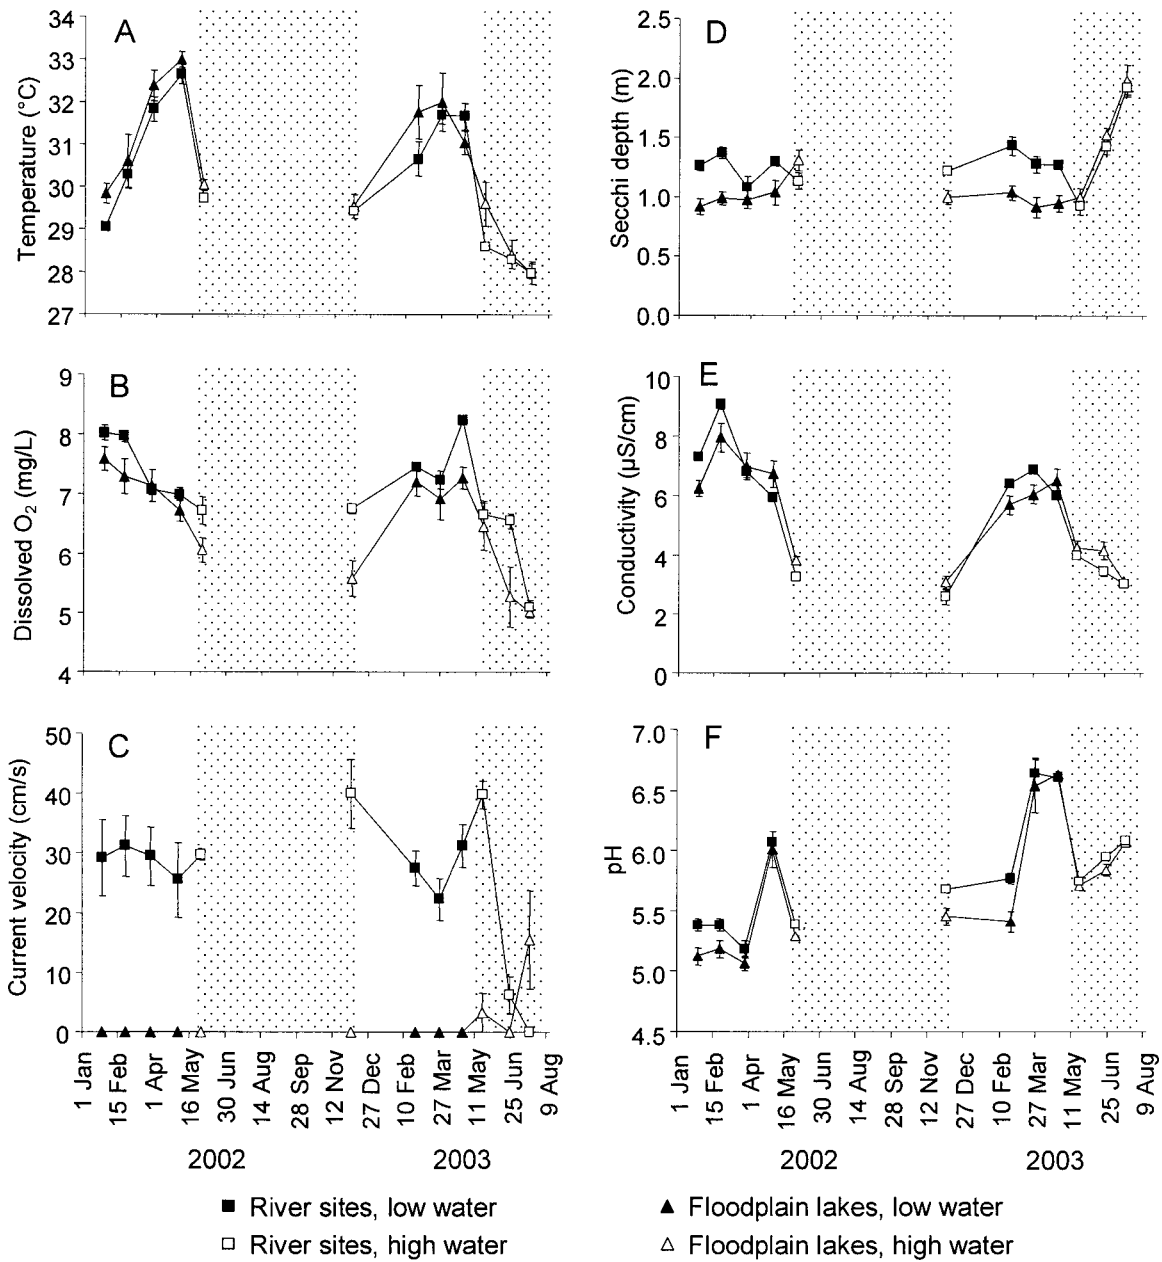 A
Temperature (°C)
34
33
32
31
30
29
28
27
D
Secchi depth (m)
2.5
2.0
1.5
1.0
0.5
0.0
B
Dissolved O2 (mg/L)
9
8
7
6
5
4
E
Conductivity (µS/cm)
10
8
6
4
2
0
C
Current velocity (cm/s)
50
40
30
20
10
0
F
pH
7.0
6.5
6.0
5.5
5.0
4.5
1 Jan
15 Feb
1 Apr
16 May
30 Jun
14 Aug
28 Sep
12 Nov
27 Dec
10 Feb
27 Mar
11 May
25 Jun
9 Aug
1 Jan
15 Feb
1 Apr
16 May
30 Jun
14 Aug
28 Sep
12 Nov
27 Dec
10 Feb
27 Mar
11 May
25 Jun
9 Aug
2002 2003 2002 2003
River sites, low water
Floodplain lakes, low water
River sites, high water
Floodplain lakes, high water